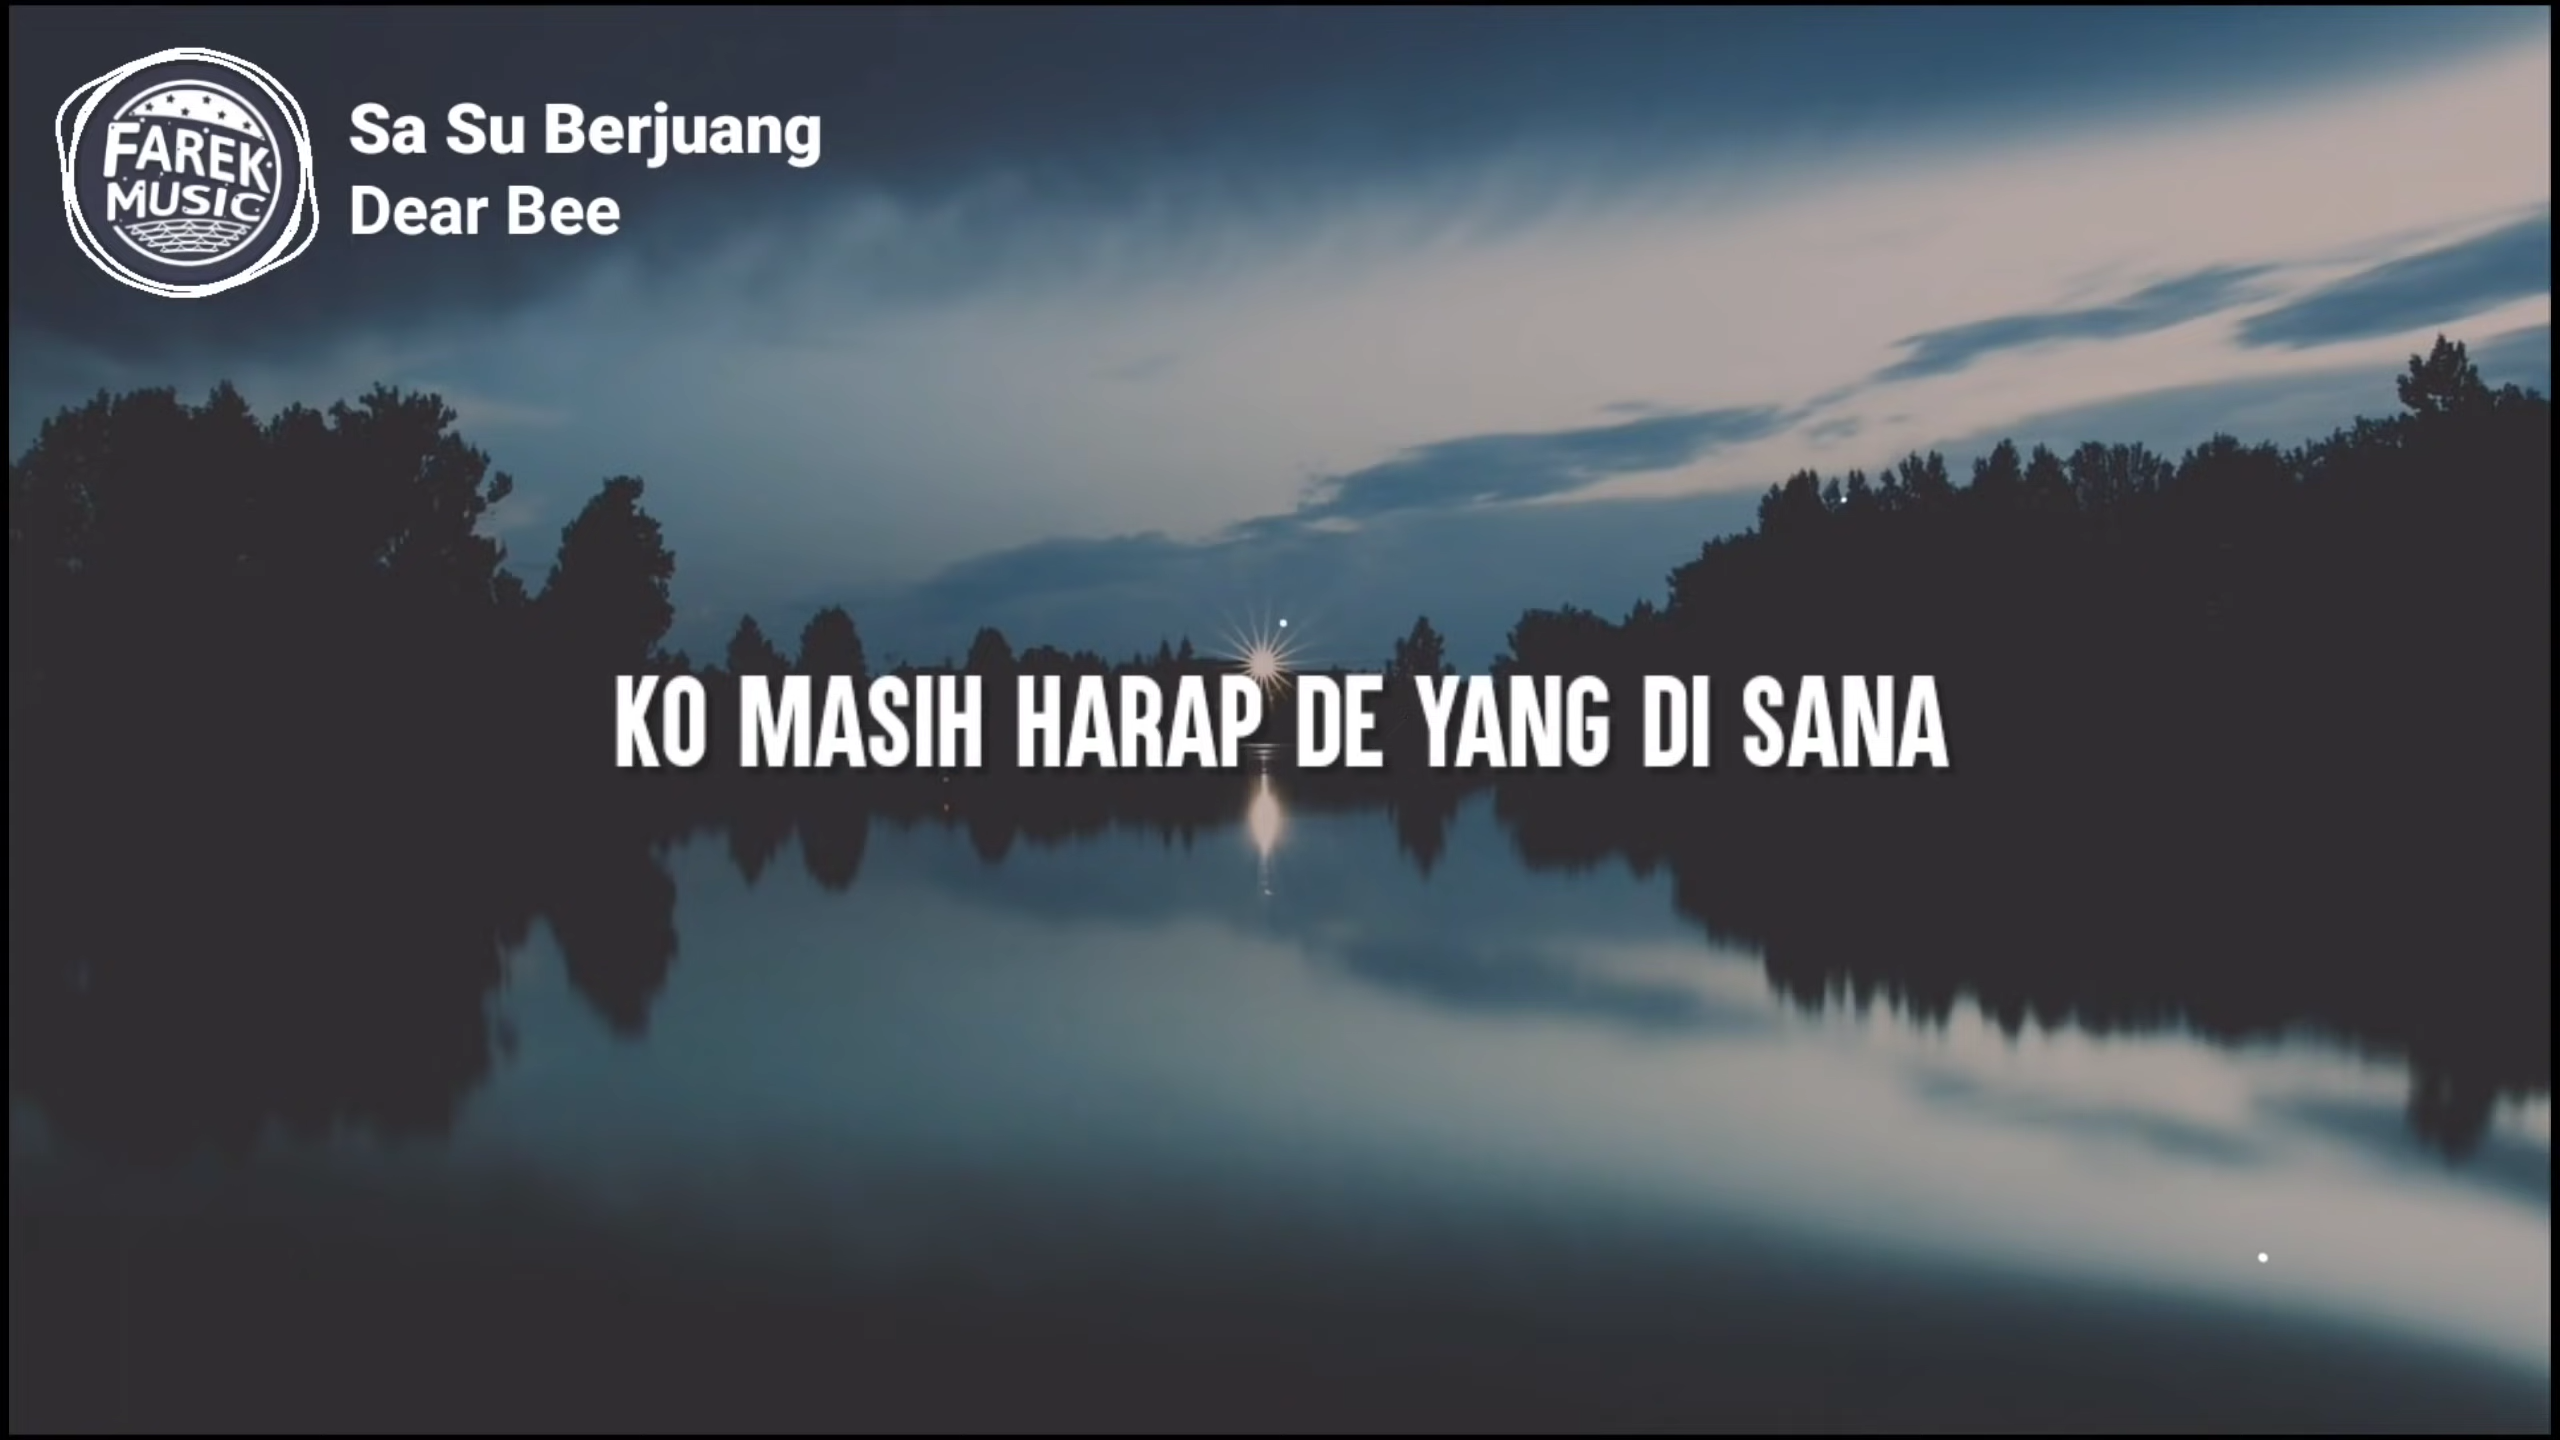 FAREK
MUSIC
Sa Su Berjuang
Dear Bee
KO MASIH HARAP DE YANG DI SANA